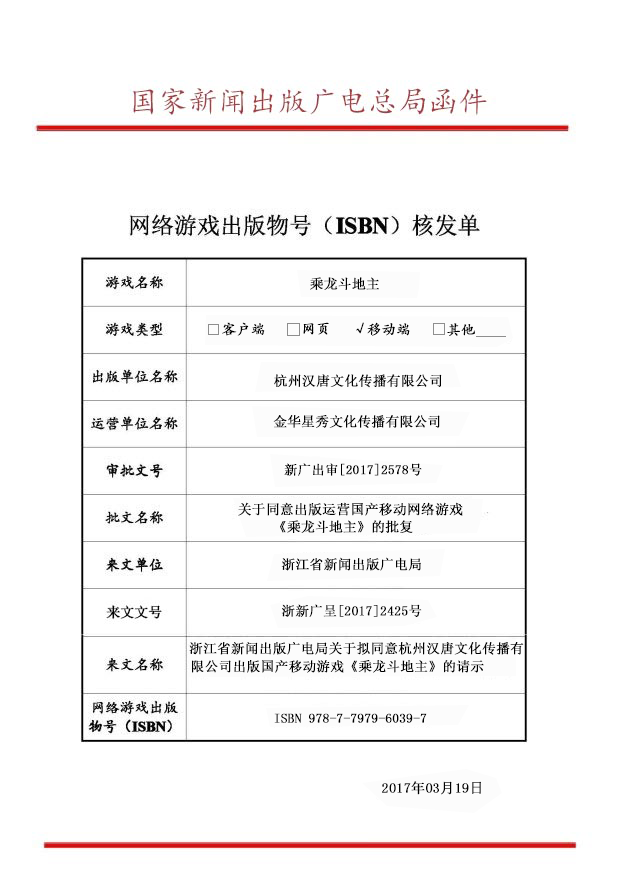 国家新闻出版广电总局函件
网络游戏出版物号（ISBN）核发单
游戏名称 乘龙斗地主
游戏类型 □客户端 □网页 √移动端 □其他____
出版单位名称 杭州汉唐文化传播有限公司
运营单位名称 金华星秀文化传播有限公司
审批文号 新广出审[2017]2578号
批文名称 关于同意出版运营国产移动网络游戏
《乘龙斗地主》的批复
来文单位 浙江省新闻出版广电局
来文文号 浙新广呈[2017]2425号
来文名称 浙江省新闻出版广电局关于拟同意杭州汉唐文化传播有
限公司出版国产移动游戏《乘龙斗地主》的请示
网络游戏出版
物号（ISBN） ISBN 978-7-7979-6039-7
2017年03月19日